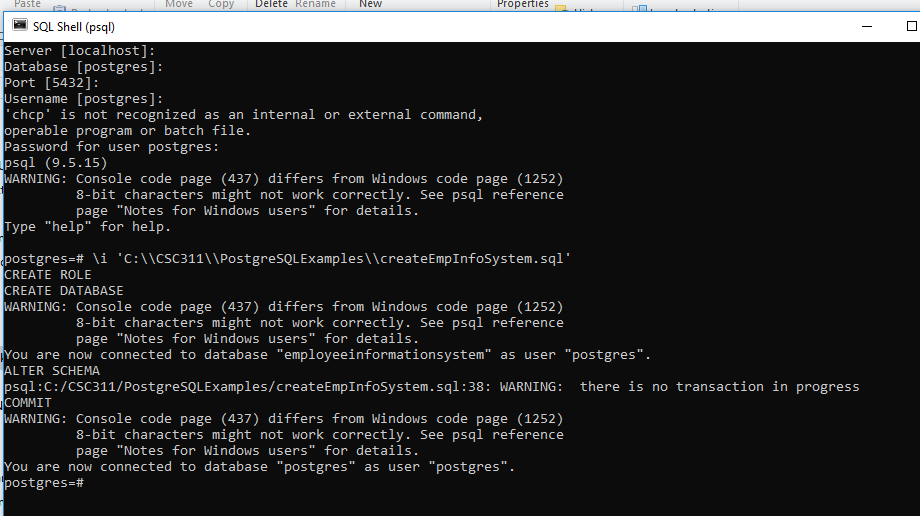 Paste
Move Copy Delete Rename New Properties
SQL Shell (psql)
Server [localhost]:
Database [postgres]:
Port [5432]:
Username [postgres]:
'chcp' is not recognized as an internal or external command,
operable program or batch file.
Password for user postgres:
psql (9.5.15)
WARNING: Console code page (437) differs from Windows code page (1252)
         8-bit characters might not work correctly. See psql reference
         page "Notes for Windows users" for details.
Type "help" for help.

postgres=# \i 'C:\\CSC311\\PostgreSQLExamples\\createEmpInfoSystem.sql'
CREATE ROLE
CREATE DATABASE
WARNING: Console code page (437) differs from Windows code page (1252)
         8-bit characters might not work correctly. See psql reference
         page "Notes for Windows users" for details.
You are now connected to database "employeeinformationsystem" as user "postgres".
ALTER SCHEMA
psql:C:/CSC311/PostgreSQLExamples/createEmpInfoSystem.sql:38: WARNING:  there is no transaction in progress
COMMIT
WARNING: Console code page (437) differs from Windows code page (1252)
         8-bit characters might not work correctly. See psql reference
         page "Notes for Windows users" for details.
You are now connected to database "postgres" as user "postgres".
postgres=#